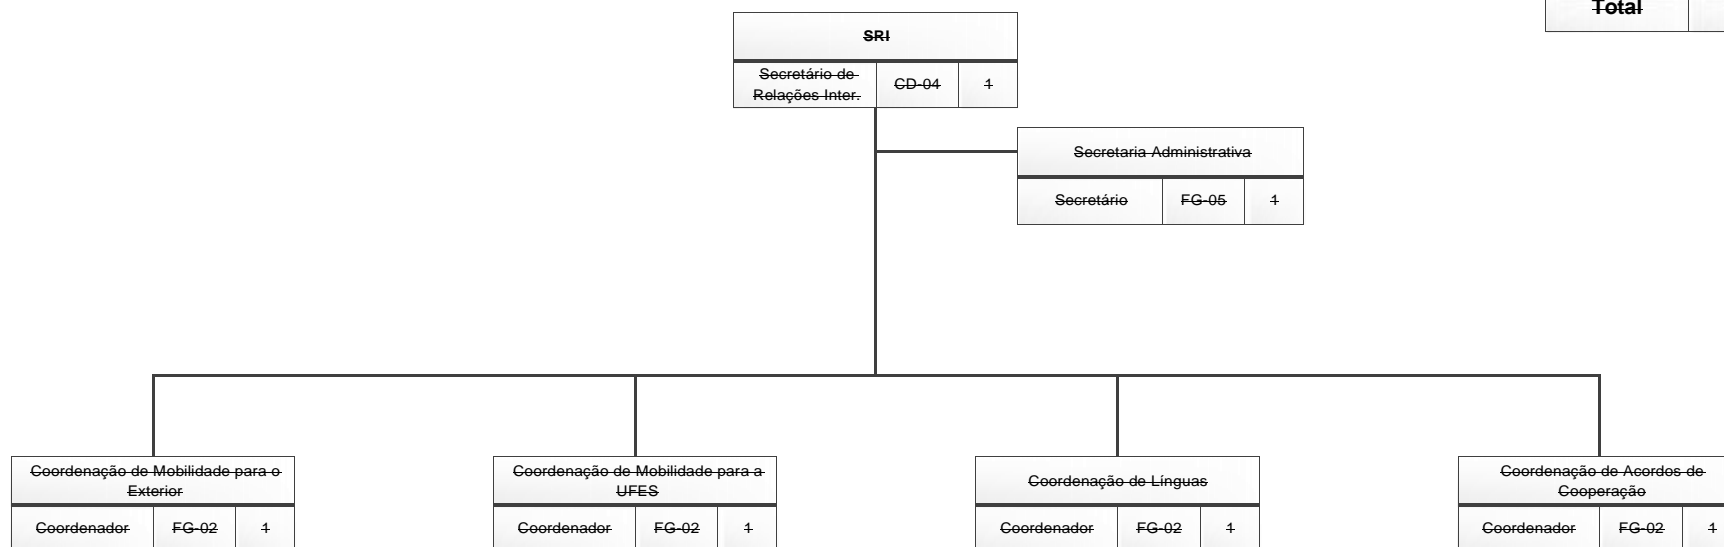 Total
SRI
Secretário de
Relações Inter.
CD-04
1
Secretaria Administrativa
Secretário
FG-05
1
Coordenação de Mobilidade para o
Exterior
Coordenador
FG-02
1
Coordenação de Mobilidade para a
UFES
Coordenador
FG-02
1
Coordenação de Línguas
Coordenador
FG-02
1
Coordenação de Acordos de
Cooperação
Coordenador
FG-02
1